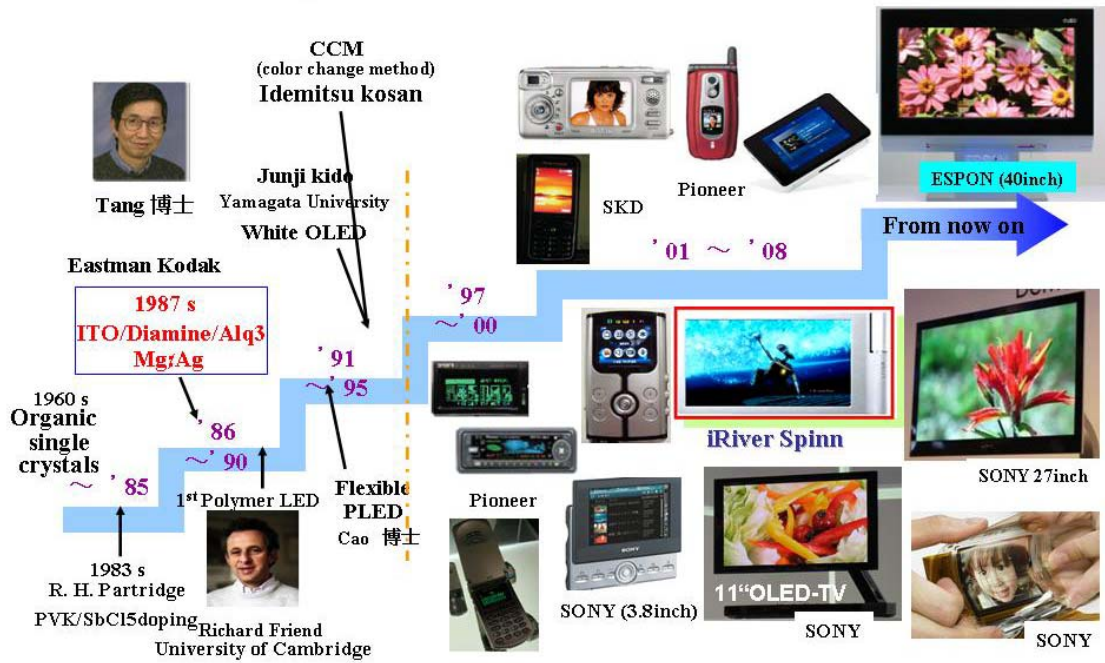 CCM
(color change method)
Idemitsu kosan
Tang 博士
Junji kido
Yamagata University
White OLED
Eastman Kodak
1987 s
ITO/Diamine/Alq3
Mg;Ag
1960 s
Organic
single
crystals
～ ’85
’86
～’90
’91
～’95
’97
～’00
’01 ～ ’08
From now on
SKD
Pioneer
ESPON (40inch)
1st Polymer LED
Flexible
PLED
Cao 博士
1983 s
R. H. Partridge
PVK/SbCl5doping
Richard Friend
University of Cambridge
Pioneer
iRiver Spinn
SONY
SONY (3.8inch)
11“OLED-TV
SONY
SONY 27inch
SONY